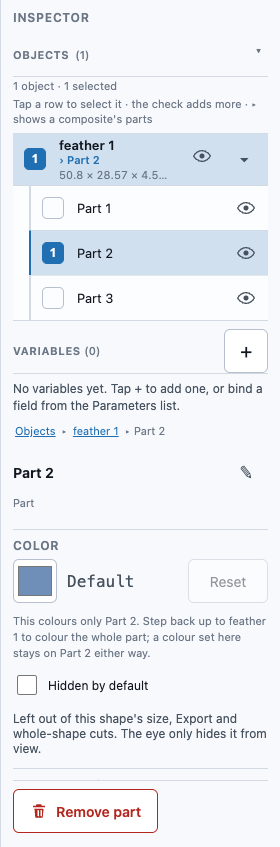 INSPECTOR
OBJECTS (1)
1 object · 1 selected
Tap a row to select it · the check adds more · ▸
shows a composite's parts
1
feather 1
› Part 2
50.8 × 28.57 × 4.5...
Part 1
1
Part 2
Part 3
VARIABLES (0)
+
No variables yet. Tap + to add one, or bind a
field from the Parameters list.
Objects ▸ feather 1 ▸ Part 2
Part 2
Part
COLOR
Default
Reset
This colours only Part 2. Step back up to feather
1 to colour the whole part; a colour set here
stays on Part 2 either way.
Hidden by default
Left out of this shape's size, Export and
whole-shape cuts. The eye only hides it from
view.
Remove part